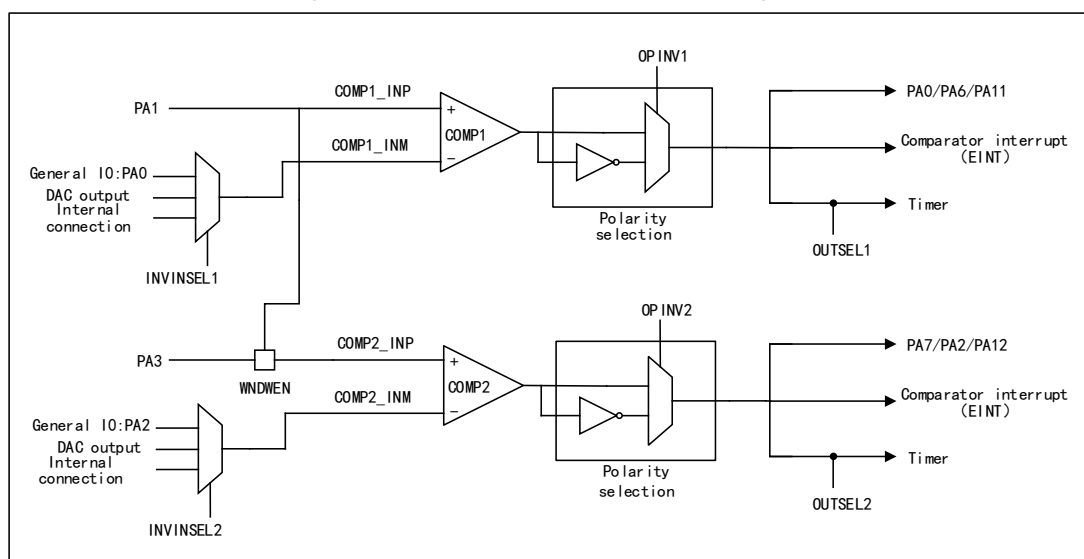 OPINV1
PA1
COMP1_INP
+
COMP1
COMP1_INM
−
PA0/PA6/PA11
Comparator interrupt
(EINT)
Timer
General IO:PA0
DAC output
Internal
connection
Polarity
selection
INVINSEL1
OUTSEL1
OPINV2
PA3
COMP2_INP
+
WNDWEN
COMP2
COMP2_INM
−
PA7/PA2/PA12
Comparator interrupt
(EINT)
Timer
General IO:PA2
DAC output
Internal
connection
Polarity
selection
INVINSEL2
OUTSEL2